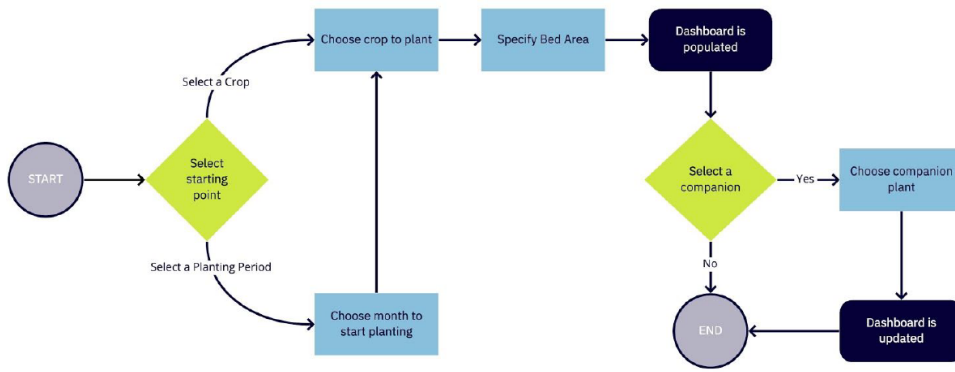 START
Select
starting
point
Select a Crop
Select a Planting Period
Choose month to
start planting
Choose crop to plant
Specify Bed Area
Dashboard is
populated
Select a
companion
Yes
Choose companion
plant
Dashboard is
updated
No
END